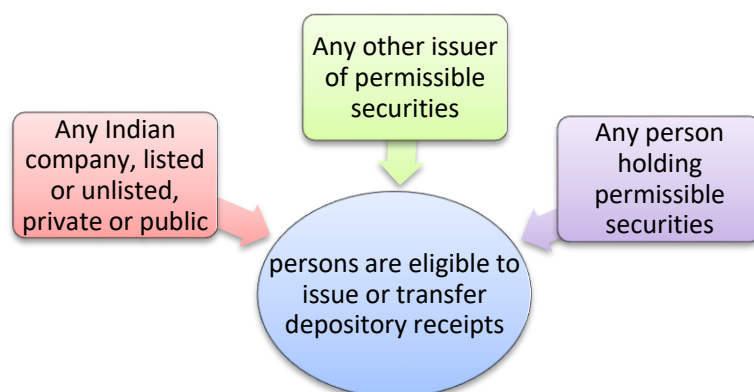 Any other issuer
of permissible
securities
Any Indian
company, listed
or unlisted,
private or public
Any person
holding
permissible
securities
persons are eligible to
issue or transfer
depository receipts